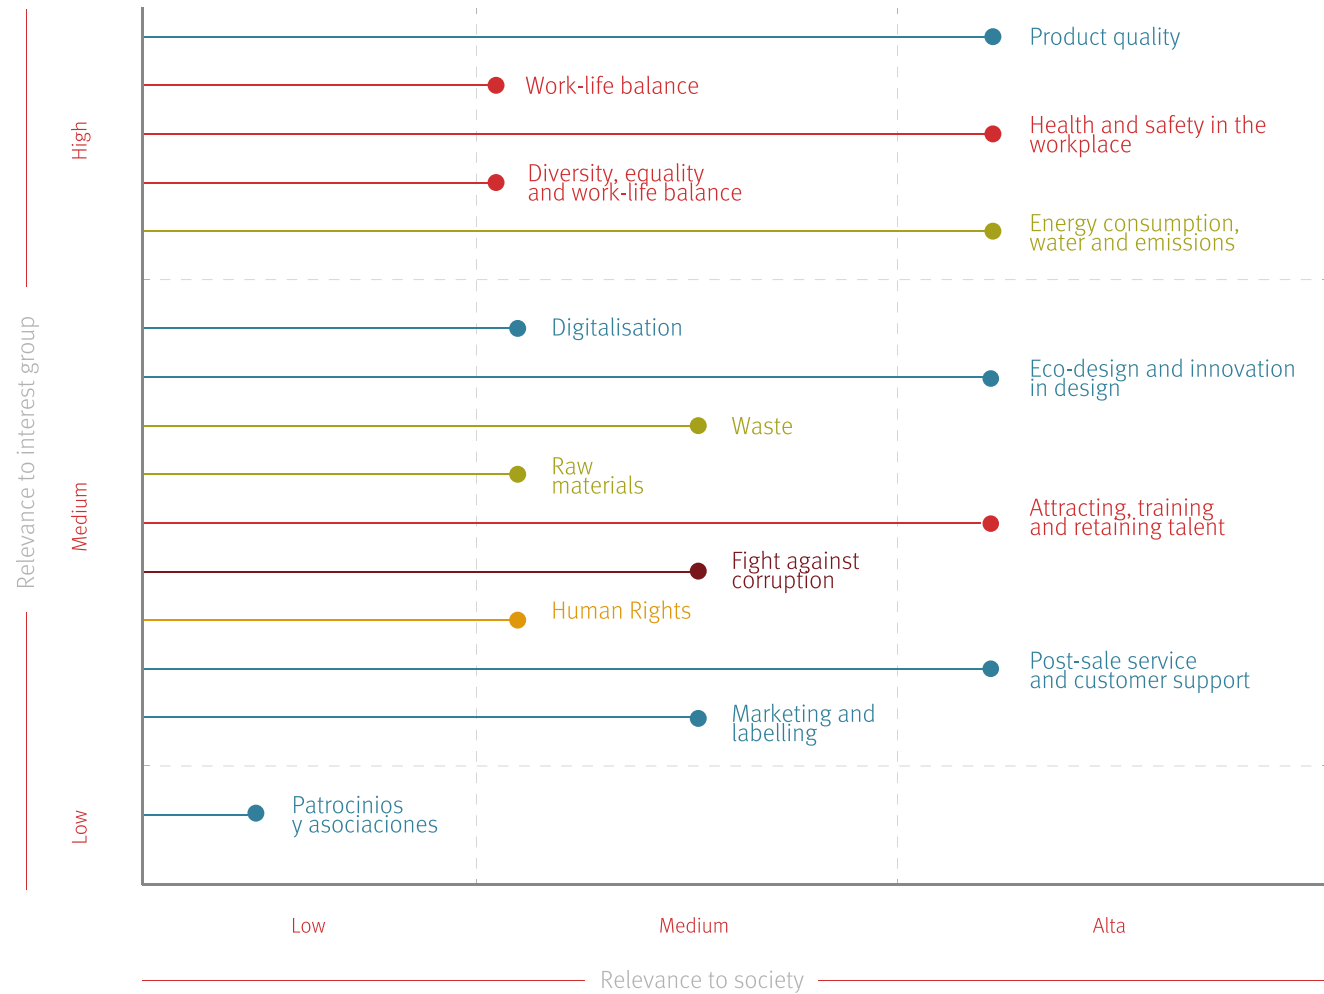 Product quality
Work-life balance
Health and safety in the
workplace
Diversity, equality
and work-life balance
Energy consumption,
water and emissions
Digitalisation
Eco-design and innovation
in design
Waste
Raw
materials
Attracting, training
and retaining talent
Fight against
corruption
Human Rights
Post-sale service
and customer support
Marketing and
labelling
Patrocinios
y asociaciones
High
Medium
Low
Relevance to interest group
Low
Medium
Alta
Relevance to society